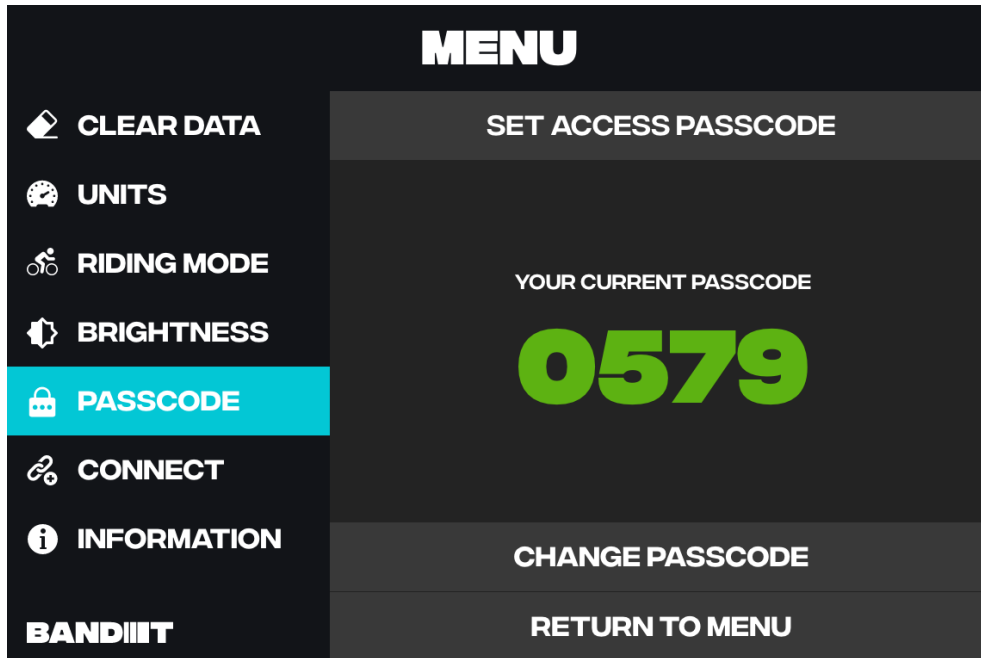 MENU
CLEAR DATA
UNITS
RIDING MODE
BRIGHTNESS
PASSCODE
CONNECT
INFORMATION
BANDIIIT
SET ACCESS PASSCODE
YOUR CURRENT PASSCODE
0579
CHANGE PASSCODE
RETURN TO MENU